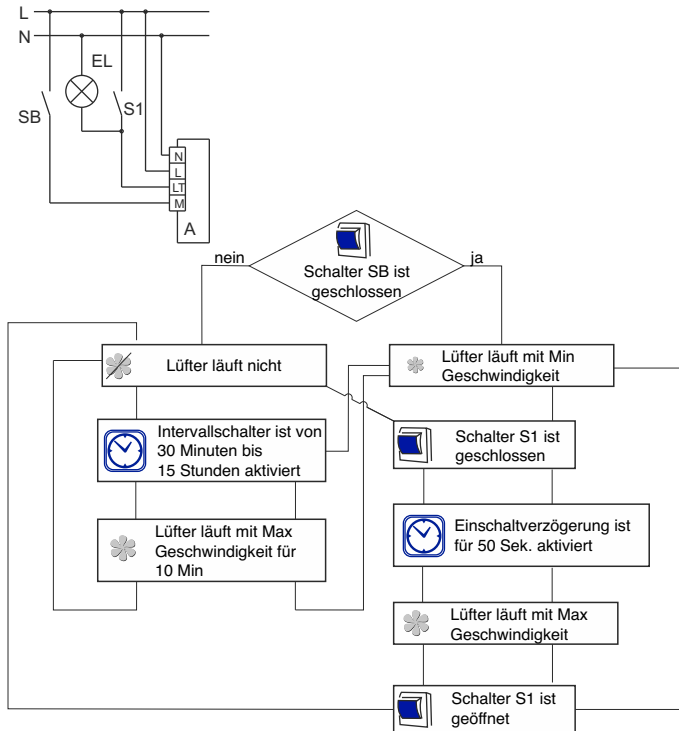 L
N
EL
SB
S1
N
L
LT
M
A
nein
ja
Schalter SB ist
geschlossen
Lüfter läuft nicht
Lüfter läuft mit Min
Geschwindigkeit
Intervallschalter ist von
30 Minuten bis
15 Stunden aktiviert
Schalter S1 ist
geschlossen
Lüfter läuft mit Max
Geschwindigkeit für
10 Min
Einschaltverzögerung ist
für 50 Sek. aktiviert
Lüfter läuft mit Max
Geschwindigkeit
Schalter S1 ist
geöffnet